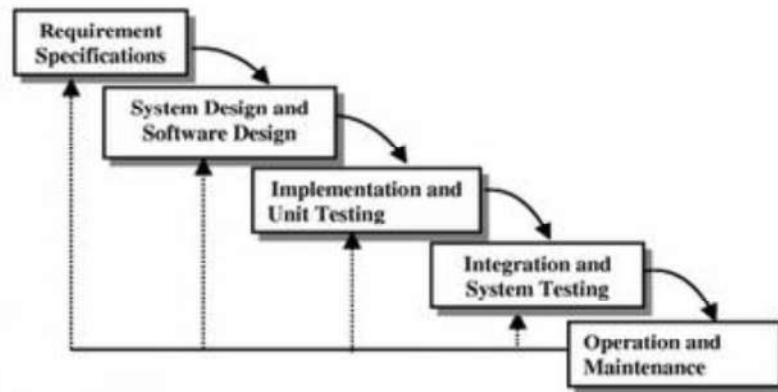 Requirement
Specifications
System Design and
Software Design
Implementation and
Unit Testing
Integration and
System Testing
Operation and
Maintenance